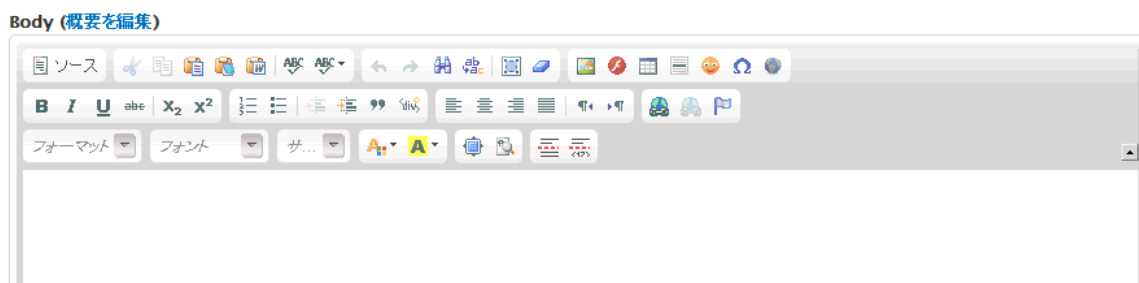 Body (概要を編集)
ソース ABC ABC
B I U abc X₂ X² div
フォーマット フォント サ... A A